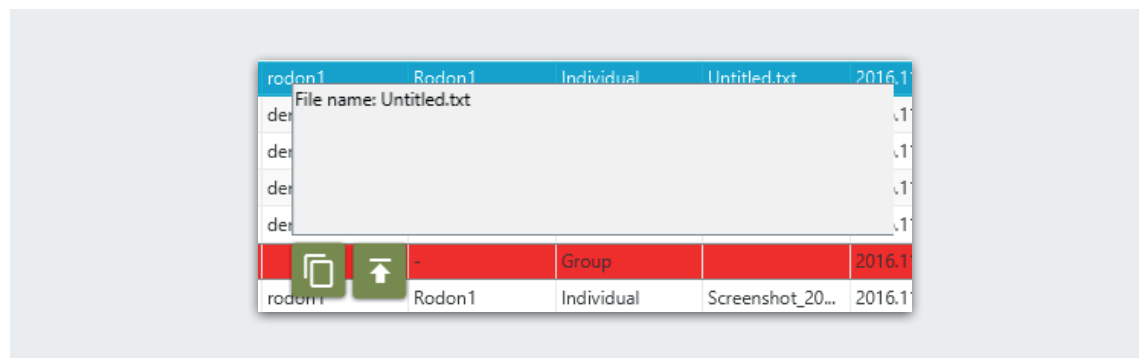 rodon1 Rodon1 Individual Untitled.txt 2016.1
File name: Untitled.txt
- Group 2016.1
rodon1 Rodon1 Individual Screenshot_20... 2016.1